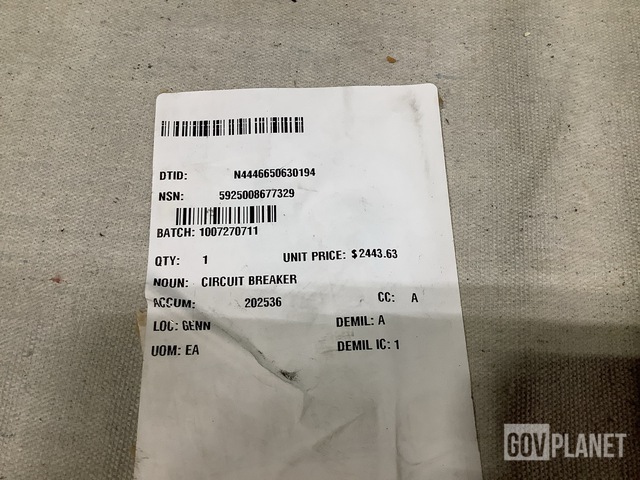 DTID: N4446650630194
NSN: 5925008677329
BATCH: 1007270711
QTY: 1 UNIT PRICE: $2443.63
NOUN: CIRCUIT BREAKER
ACCUM: 202536 CC: A
LOC: GENN DEMIL: A
UOM: EA DEMIL IC: 1
GOVPLANET